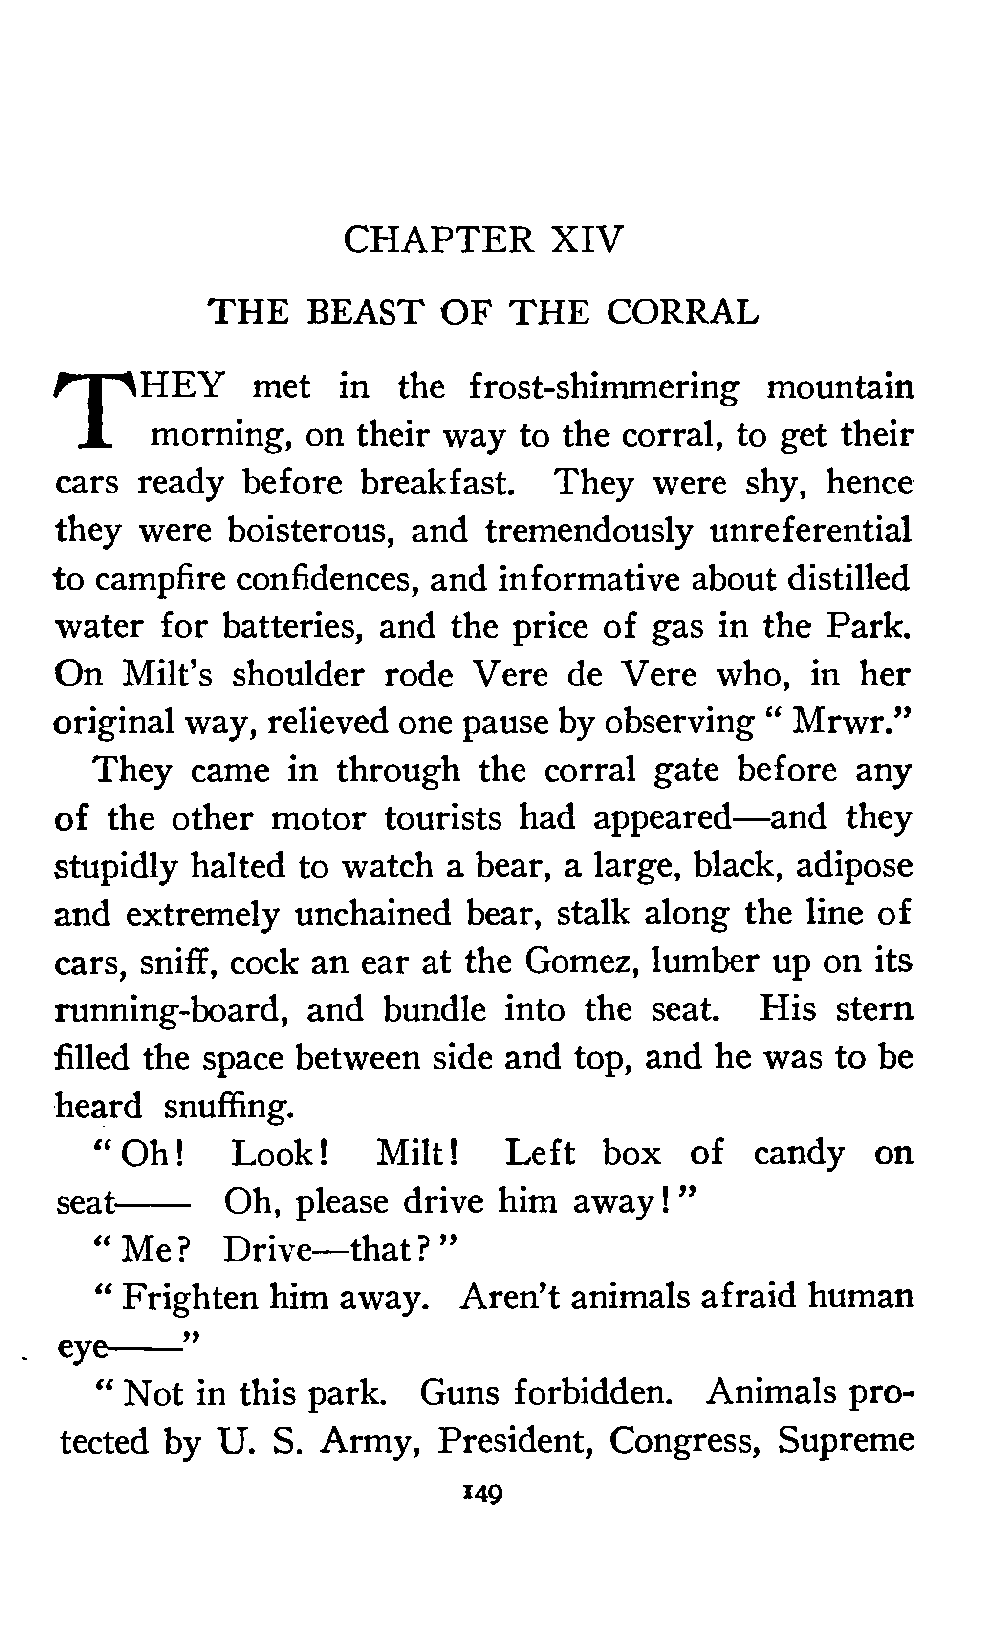 CHAPTER XIV
THE BEAST OF THE CORRAL
THEY met in the frost-shimmering mountain
morning, on their way to the corral, to get their
cars ready before breakfast. They were shy, hence
they were boisterous, and tremendously unreferential
to campfire confidences, and informative about distilled
water for batteries, and the price of gas in the Park.
On Milt's shoulder rode Vere de Vere who, in her
original way, relieved one pause by observing “ Mrwr.”
They came in through the corral gate before any
of the other motor tourists had appeared—and they
stupidly halted to watch a bear, a large, black, adipose
and extremely unchained bear, stalk along the line of
cars, sniff, cock an ear at the Gomez, lumber up on its
running-board, and bundle into the seat. His stern
filled the space between side and top, and he was to be
heard snuffing.
“ Oh! Look! Milt! Left box of candy on
seat—— Oh, please drive him away! ”
“ Me? Drive—that? ”
“ Frighten him away. Aren't animals afraid human
eye——”
“ Not in this park. Guns forbidden. Animals pro-
tected by U. S. Army, President, Congress, Supreme
149